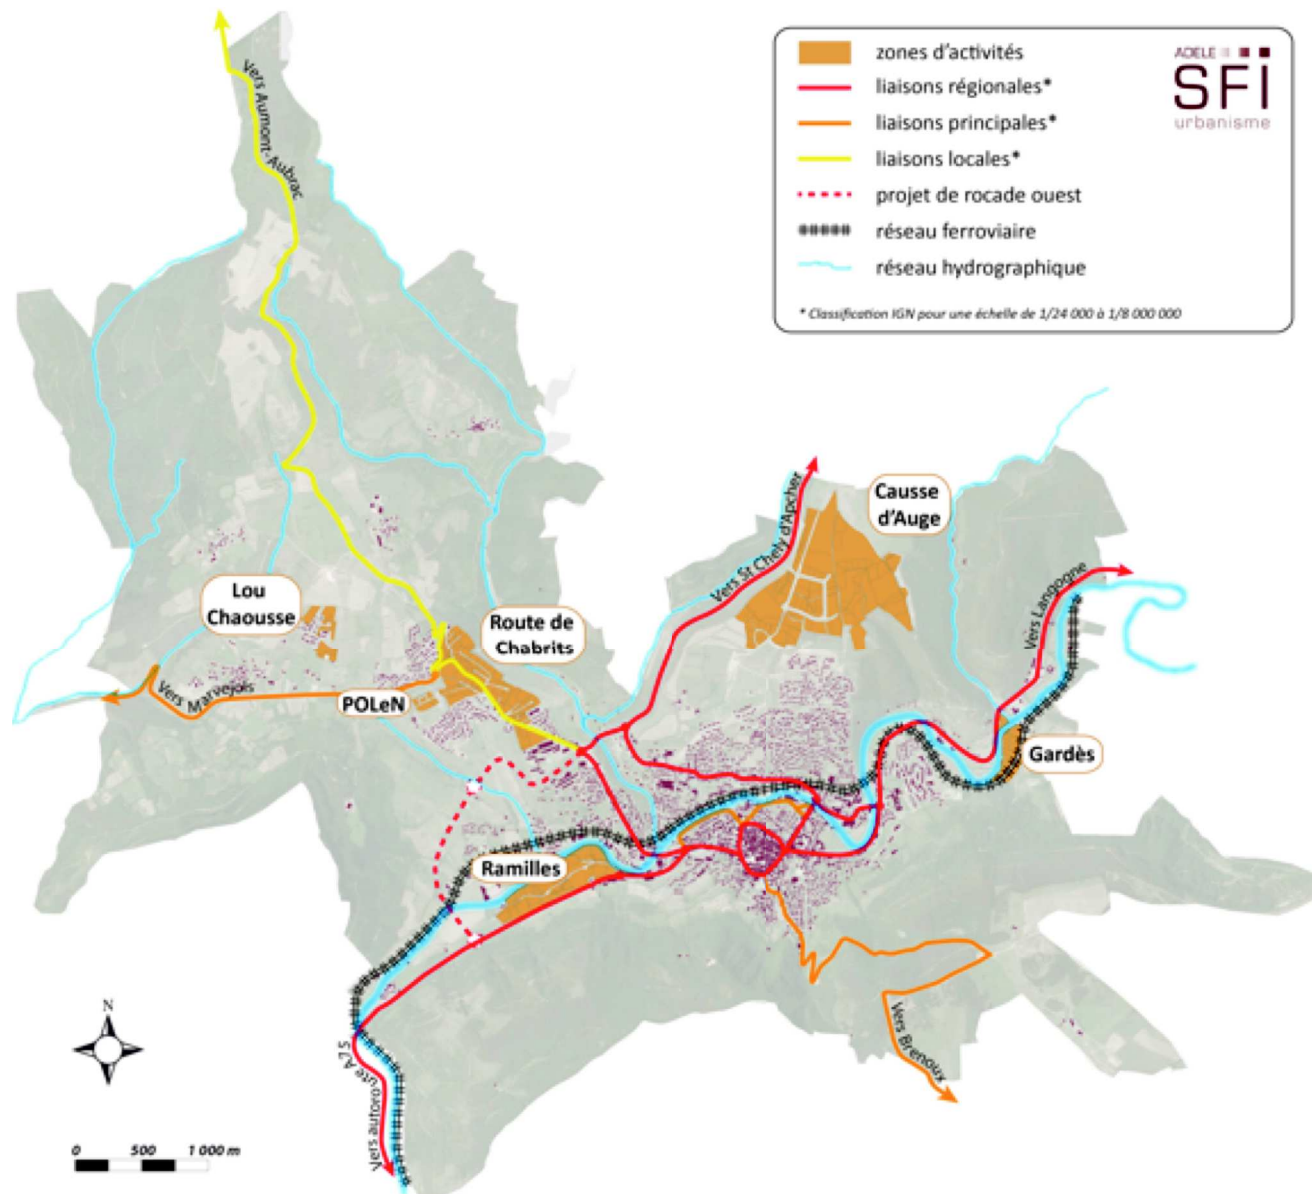 zones d'activités
liaisons régionales*
liaisons principales*
liaisons locales*
projet de rocade ouest
réseau ferroviaire
réseau hydrographique
* Classification IGN pour une échelle de 1/24 000 à 1/8 000 000
ADELE
SFI
urbanisme
Vers Aumont-Aubrac
Vers St Chely d'Apcher
Causse
d'Auge
Vers Langogne
Lou
Chaousse
Route de
Chabrits
Vers Marvejols
POLeN
Gardès
Ramilles
Vers Brenoux
Vers autoroute A75
N
0 500 1 000 m